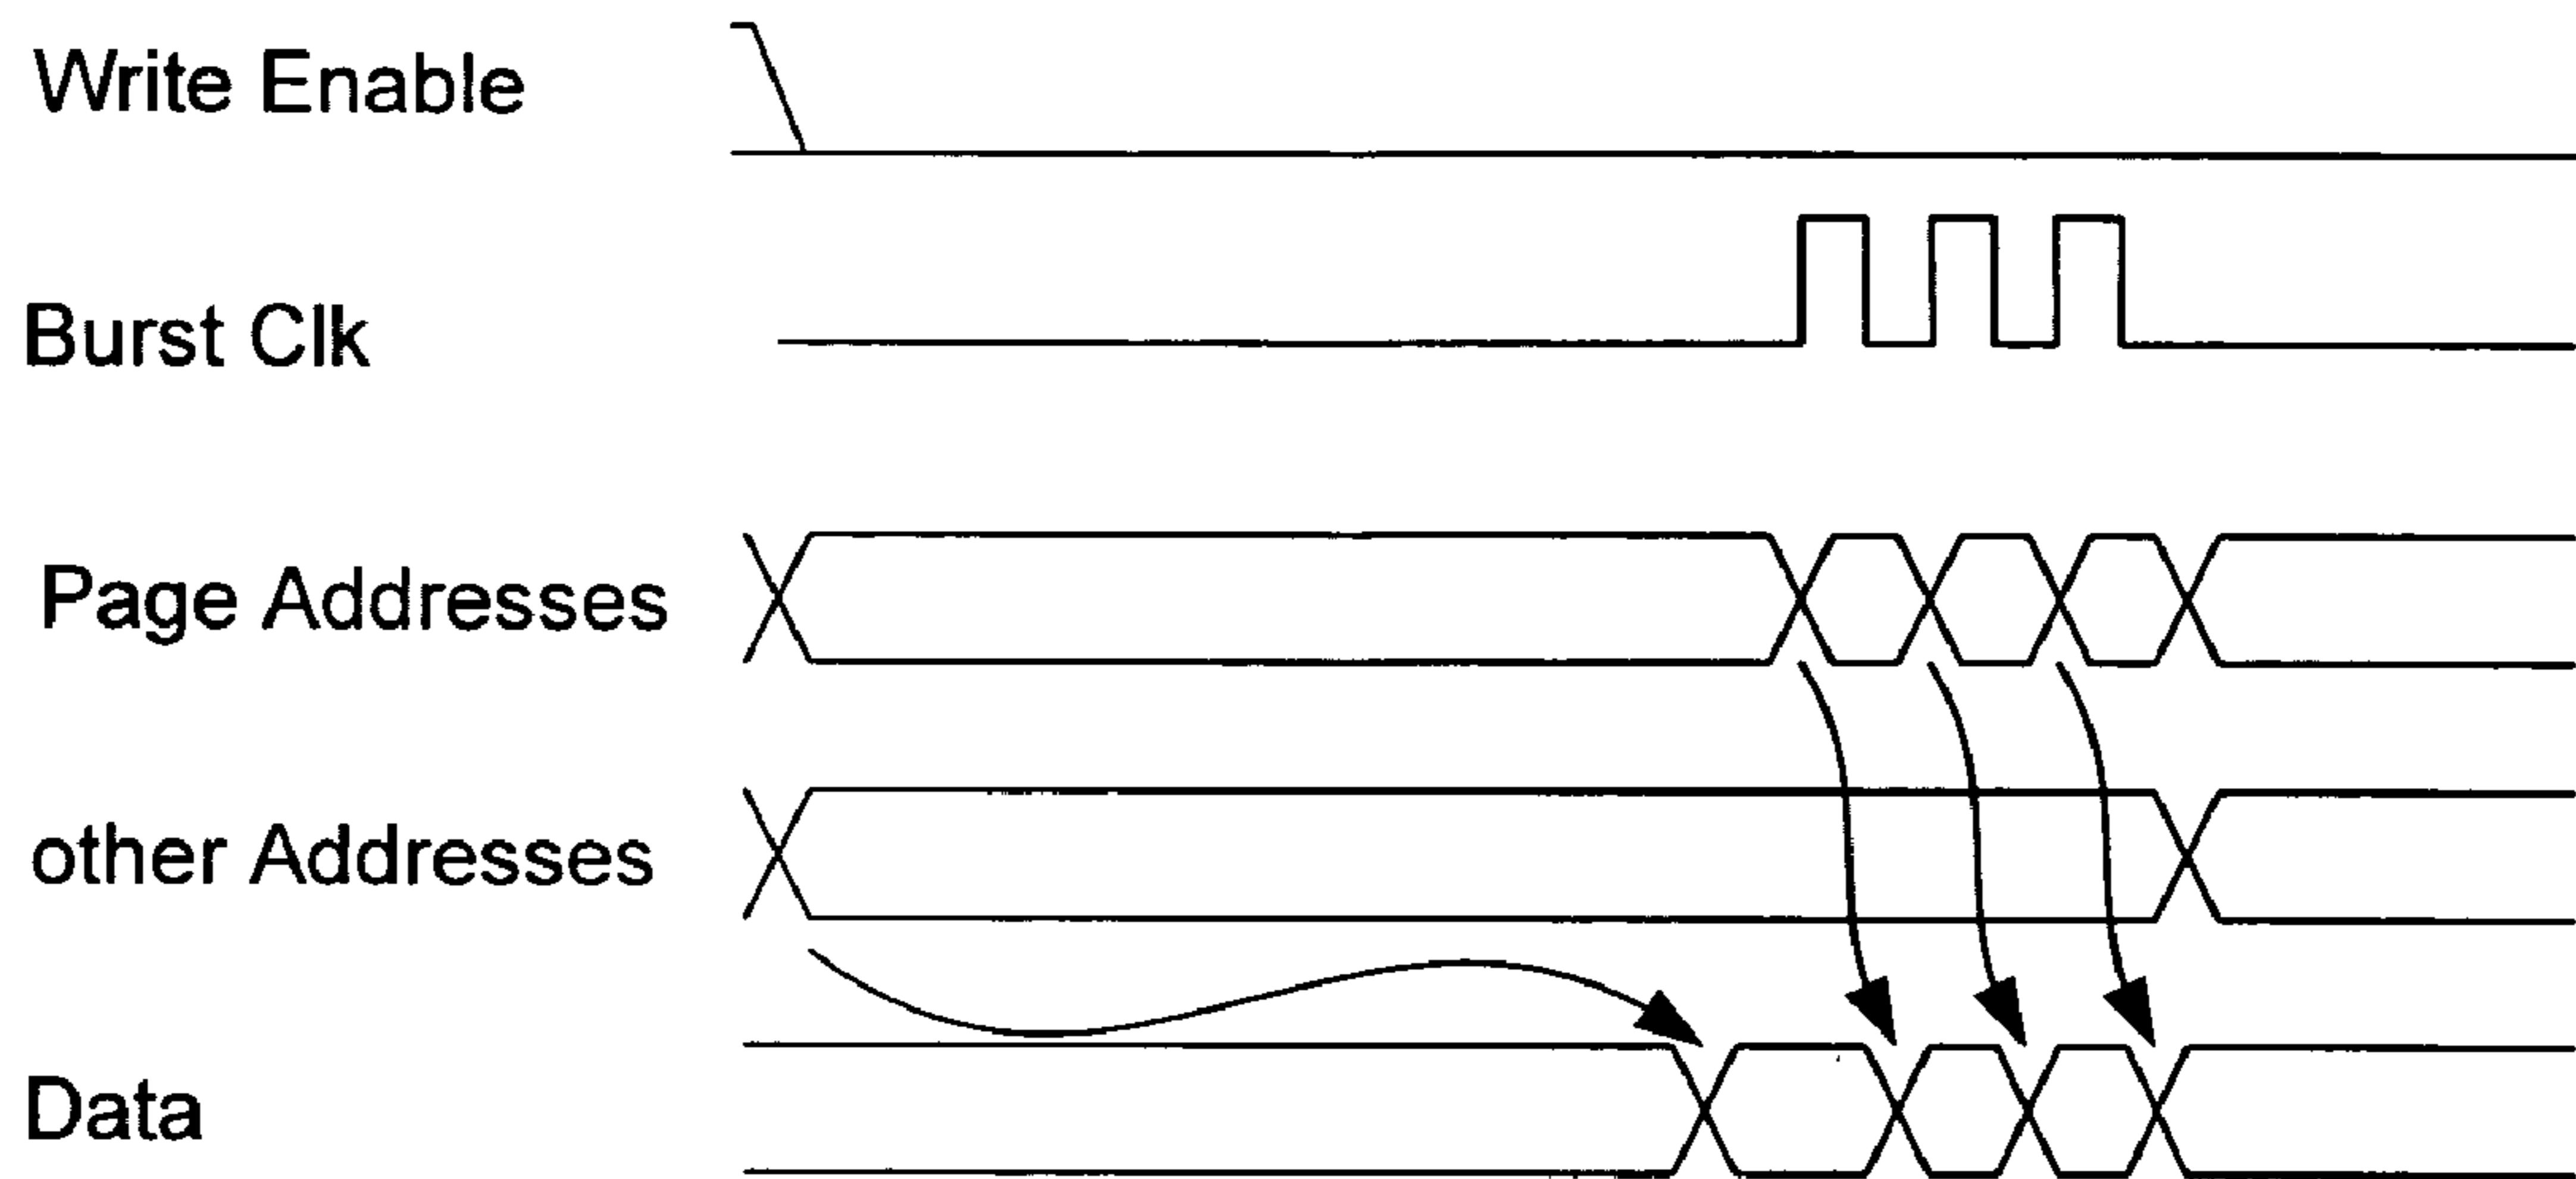 Write Enable
Burst Clk
Page Addresses
other Addresses
Data